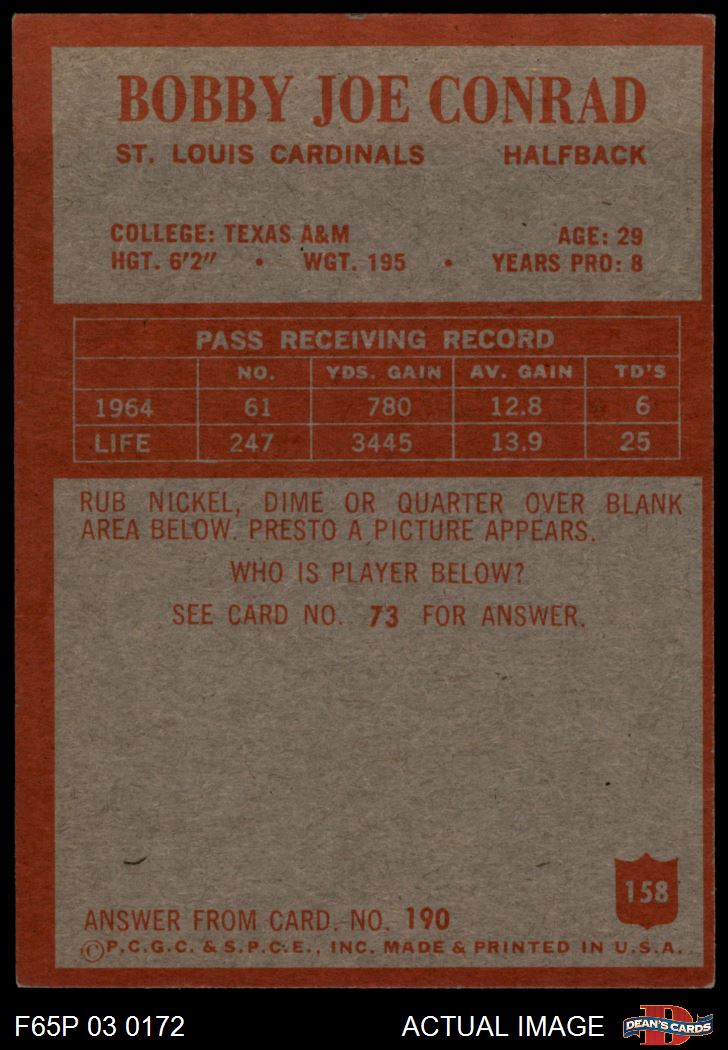 BOBBY JOE CONRAD
ST. LOUIS CARDINALS HALFBACK
COLLEGE: TEXAS A&M AGE: 29
HGT. 6'2" • WGT. 195 • YEARS PRO: 8
PASS RECEIVING RECORD
NO. YDS. GAIN AV. GAIN TD'S
1964 61 780 12.8 6
LIFE 247 3445 13.9 25
RUB NICKEL, DIME OR QUARTER OVER BLANK
AREA BELOW. PRESTO A PICTURE APPEARS.
WHO IS PLAYER BELOW?
SEE CARD NO. 73 FOR ANSWER.
158
ANSWER FROM CARD. NO. 190
©P.C.G.C. & S.P.C.E., INC. MADE & PRINTED IN U.S.A.
F65P 03 0172 ACTUAL IMAGE
D
DEAN'S CARDS